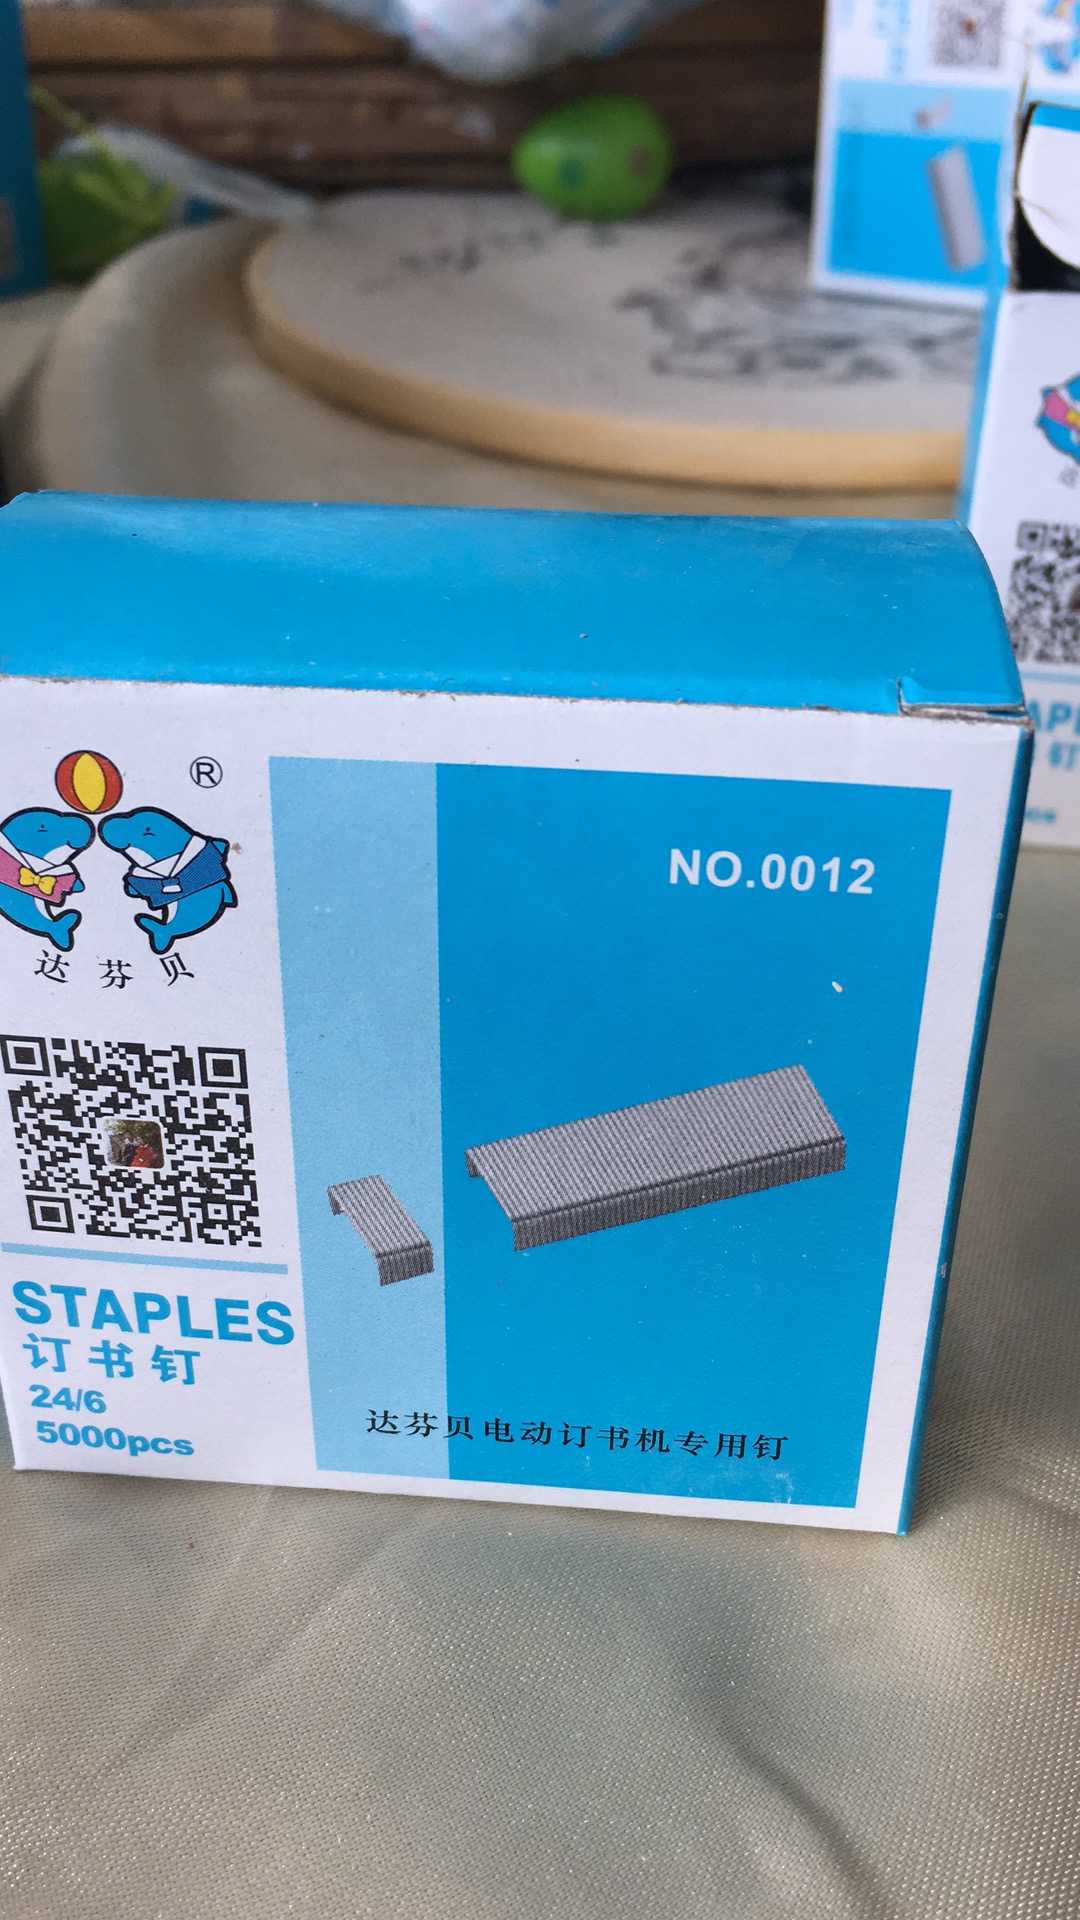 ®
达芬贝
NO.0012
STAPLES
订书钉
24/6
5000pcs
达芬贝电动订书机专用钉